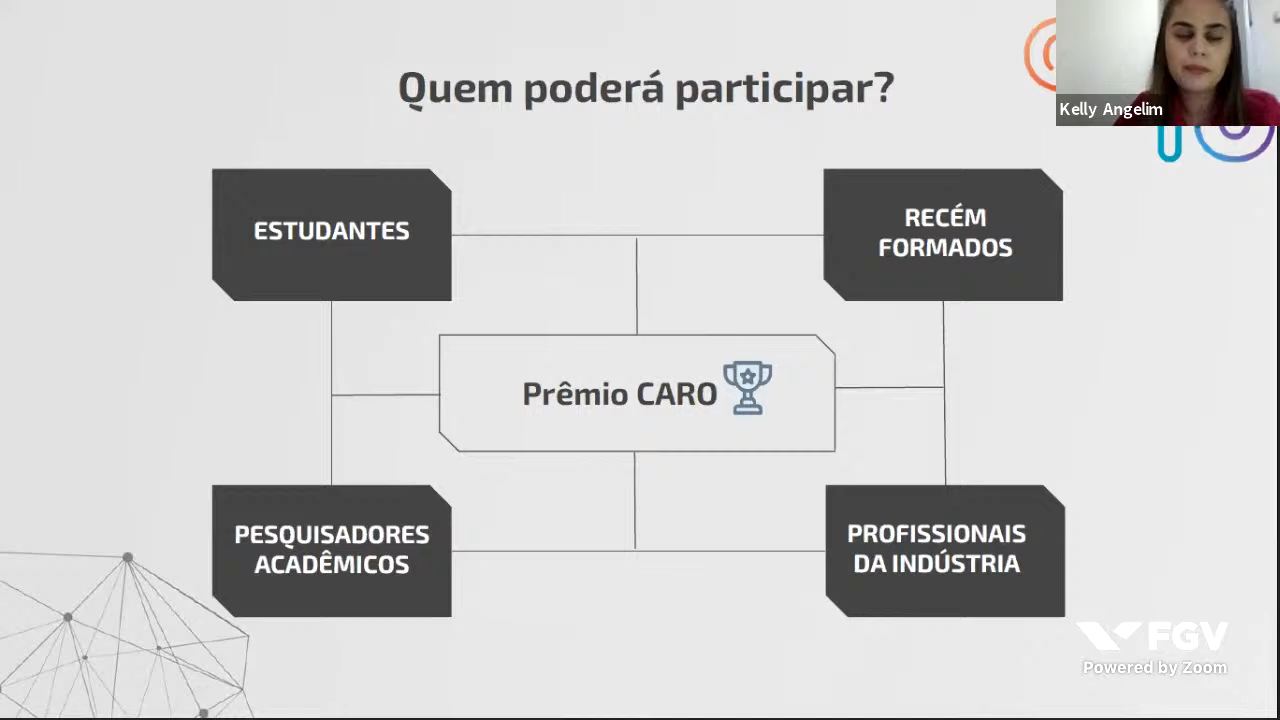 Quem poderá participar?
Kelly Angelim
ESTUDANTES
RECÉM
FORMADOS
Prêmio CARO
PESQUISADORES
ACADÊMICOS
PROFISSIONAIS
DA INDÚSTRIA
FGV
Powered by Zoom